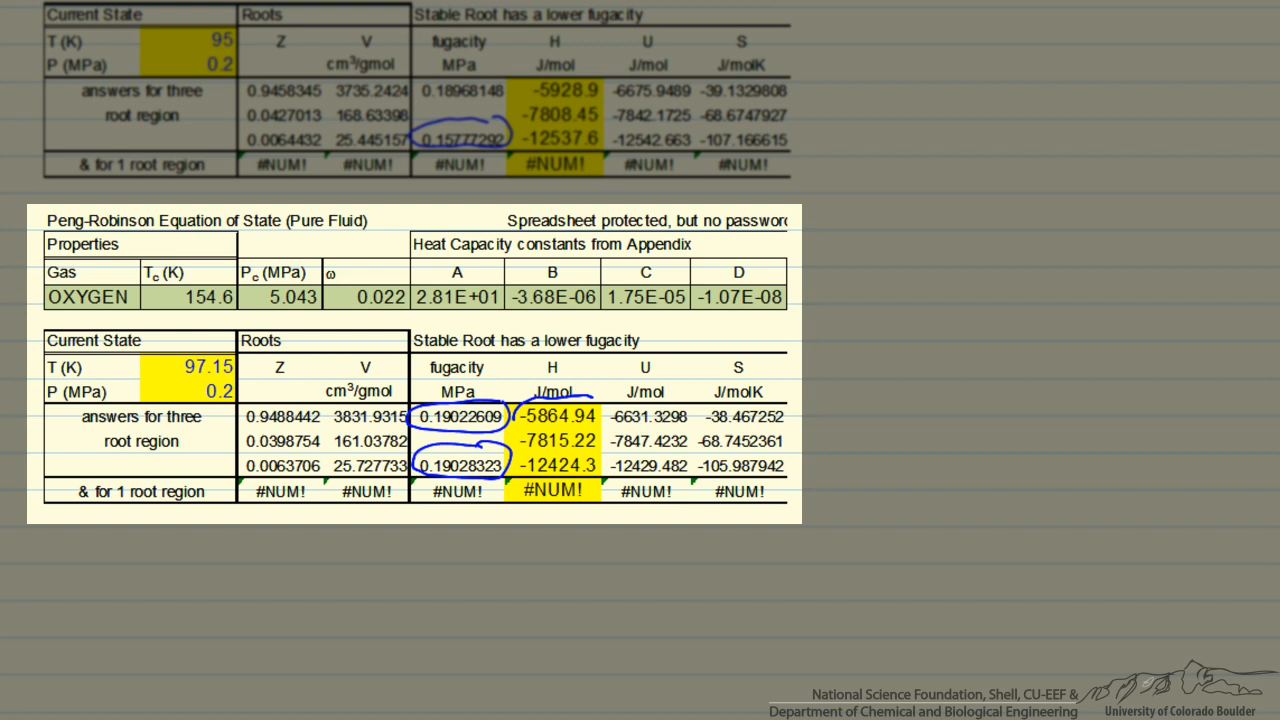 Current State Roots Stable Root has a lower fugacity
T (K) 95 Z V fugacity H U S
P (MPa) 0.2 cm³/gmol MPa J/mol J/mol J/molK
answers for three 0.9458345 3735.2424 0.18968148 -5928.9 -6675.9489 -39.1329808
root region 0.0427013 168.63398 -7808.45 -7842.1725 -68.6747927
0.0064432 25.445157 0.15777292 -12537.6 -12542.663 -107.166615
& for 1 root region #NUM! #NUM! #NUM! #NUM! #NUM! #NUM!
Peng-Robinson Equation of State (Pure Fluid) Spreadsheet protected, but no password
Properties Heat Capacity constants from Appendix
Gas Tc (K) Pc (MPa) ω A B C D
OXYGEN 154.6 5.043 0.022 2.81E+01 -3.68E-06 1.75E-05 -1.07E-08
Current State Roots Stable Root has a lower fugacity
T (K) 97.15 Z V fugacity H U S
P (MPa) 0.2 cm³/gmol MPa J/mol J/mol J/molK
answers for three 0.9488442 3831.9315 0.19022609 -5864.94 -6631.3298 -38.467252
root region 0.0398754 161.03782 -7815.22 -7847.4232 -68.7452361
0.0063706 25.727733 0.19028323 -12424.3 -12429.482 -105.987942
& for 1 root region #NUM! #NUM! #NUM! #NUM! #NUM! #NUM!
National Science Foundation, Shell, CU-EEF &
Department of Chemical and Biological Engineering University of Colorado Boulder